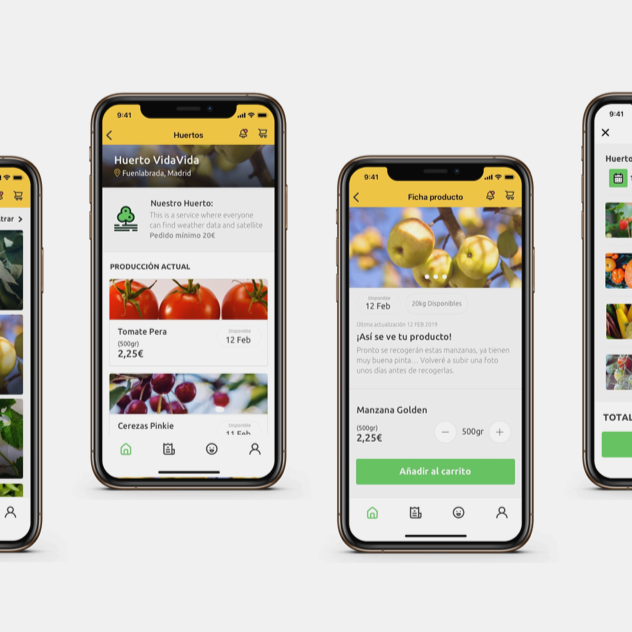 strar >
9:41
Huertos
Huerto VidaVida
Fuenlabrada, Madrid
Nuestro Huerto:
This is a service where everyone
can find weather data and satellite
Pedido mínimo 20€
PRODUCCIÓN ACTUAL
Tomate Pera
(500gr)
2,25€
Disponible
12 Feb
Cerezas Pinkie
Disponible
11 Feb
9:41
Ficha producto
Disponible
12 Feb
20kg Disponibles
Última actualización 12 FEB 2019
¡Así se ve tu producto!
Pronto se recogerán estas manzanas, ya tienen
muy buena pinta... Volveré a subir una foto
unos días antes de recogerlas.
Manzana Golden
(500gr)
2,25€
500gr
Añadir al carrito
9:41
Huerto
TOTAL